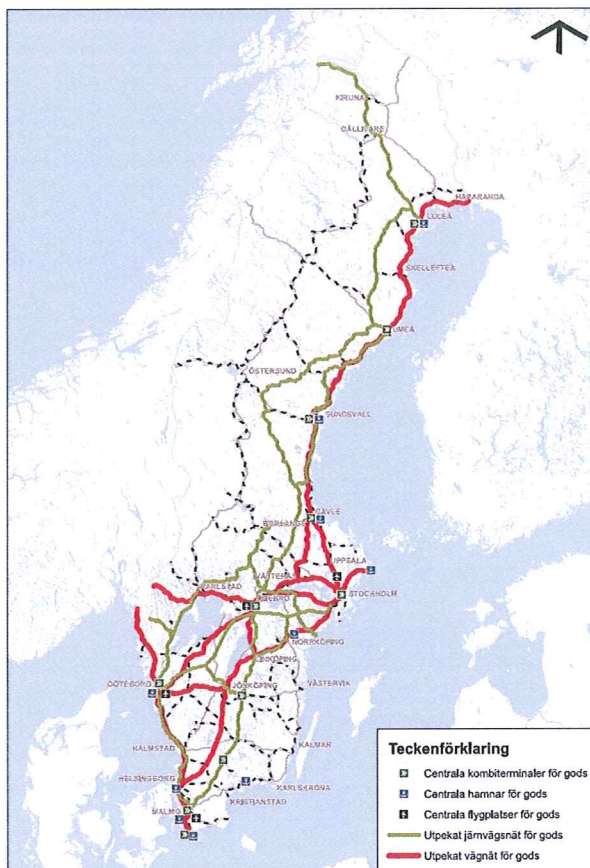 KIRUNA
GÄLLIVARE
HAPARANDA
LULEÅ
SKELLEFTEÅ
UMEÅ
ÖSTERSUND
SUNDSVALL
GÄVLE
BORLÄNGE
UPPSALA
VÄSTERÅ
KARLSTAD
ÖREBRO
STOCKHOLM
NORRKÖPING
LINKÖPING
GÖTEBORG
JÖNKÖPING
VÄSTERVIK
HALMSTAD
KALMAR
HELSINGBORG
KARLSKRONA
KRISTIANSTAD
MALMÖ
Teckenförklaring
Centrala kombiterminaler för gods
Centrala hamnar för gods
Centrala flygplatser för gods
Utpekat järnvägsnät för gods
Utpekat vägnät för gods